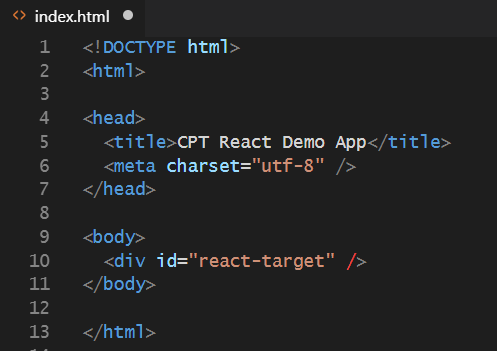 <> index.html ●
1 <!DOCTYPE html>
2 <html>
3
4 <head>
5 <title>CPT React Demo App</title>
6 <meta charset="utf-8" />
7 </head>
8
9 <body>
10 <div id="react-target" />
11 </body>
12
13 </html>